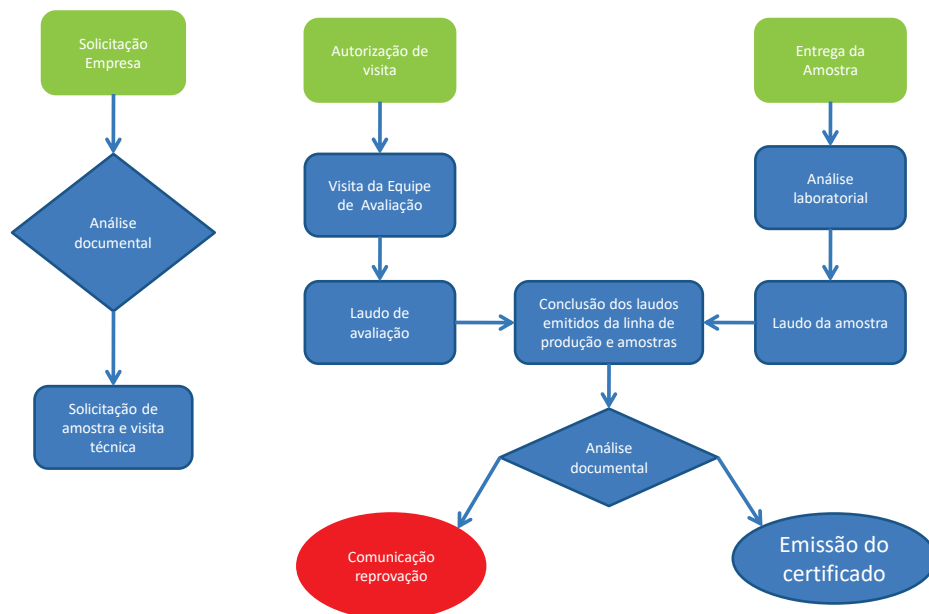 Solicitação
Empresa
Autorização de
visita
Entrega da
Amostra
Análise
documental
Visita da Equipe
de Avaliação
Análise
laboratorial
Laudo de
avaliação
Conclusão dos laudos
emitidos da linha de
produção e amostras
Laudo da amostra
Solicitação de
amostra e visita
técnica
Análise
documental
Comunicação
reprovação
Emissão do
certificado